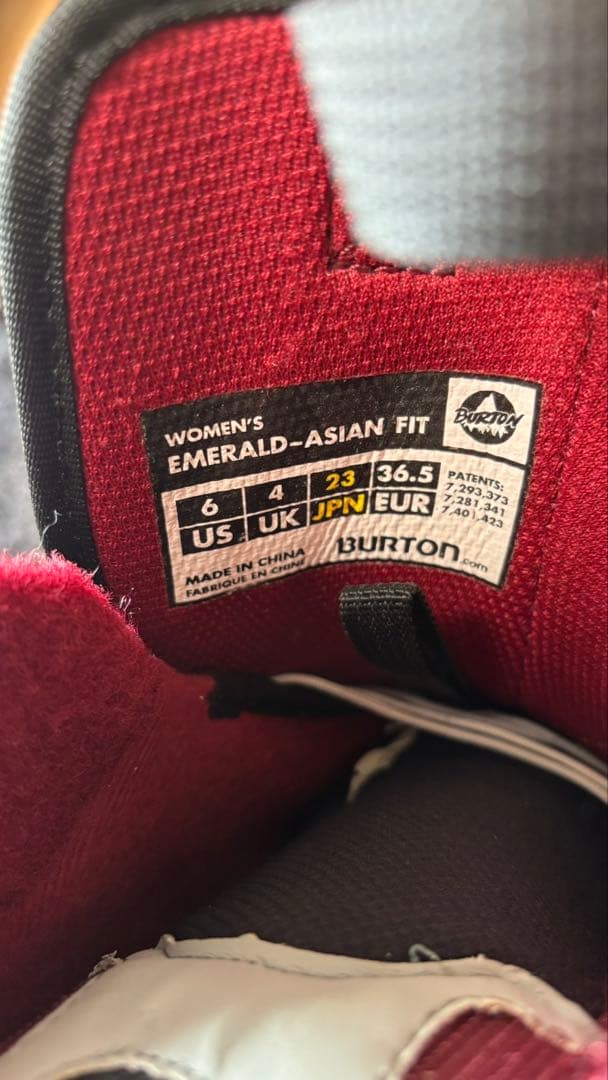 WOMEN'S
EMERALD-ASIAN FIT
BURTON
6 4 23 36.5
US UK JPN EUR
PATENTS:
7,293,373
7,281,341
7,401,423
MADE IN CHINA
FABRIQUE EN CHINE
BURTON.com